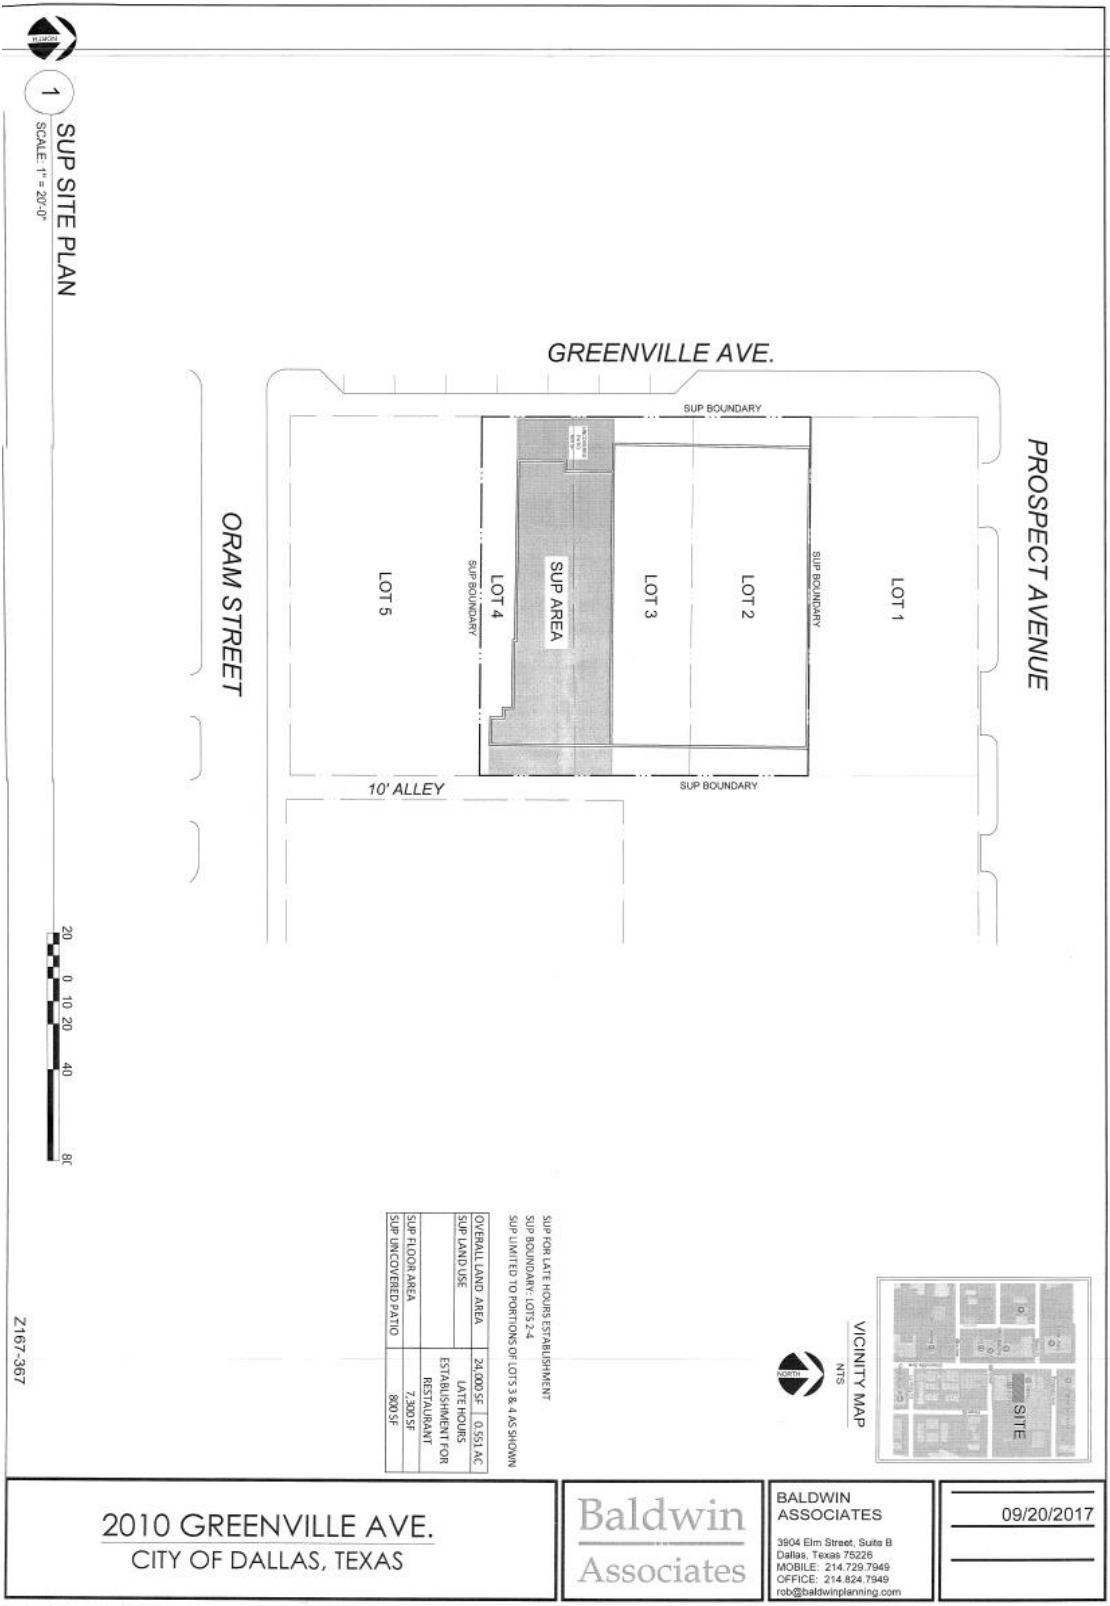 NORTH
1
SUP SITE PLAN
SCALE: 1" = 20'-0"
GREENVILLE AVE.
PROSPECT AVENUE
ORAM STREET
SUP BOUNDARY
UNCOVERED
PATIO
LOT 5
SUP BOUNDARY
LOT 4
SUP AREA
LOT 3
LOT 2
SUP BOUNDARY
LOT 1
10' ALLEY
SUP BOUNDARY
20 0 10 20 40 80
SUP FOR LATE HOURS ESTABLISHMENT
SUP BOUNDARY: LOTS 2-4
SUP LIMITED TO PORTIONS OF LOTS 3 & 4 AS SHOWN
OVERALL LAND AREA 24,000 SF 0.551 AC
SUP LAND USE LATE HOURS
ESTABLISHMENT FOR
RESTAURANT
SUP FLOOR AREA 7,300 SF
SUP UNCOVERED PATIO 800 SF
SITE
VICINITY MAP
NTS
NORTH
Z167-367
2010 GREENVILLE AVE.
CITY OF DALLAS, TEXAS
Baldwin
Associates
BALDWIN
ASSOCIATES
3904 Elm Street, Suite B
Dallas, Texas 75226
MOBILE: 214.729.7949
OFFICE: 214.824.7949
rob@baldwinplanning.com
09/20/2017